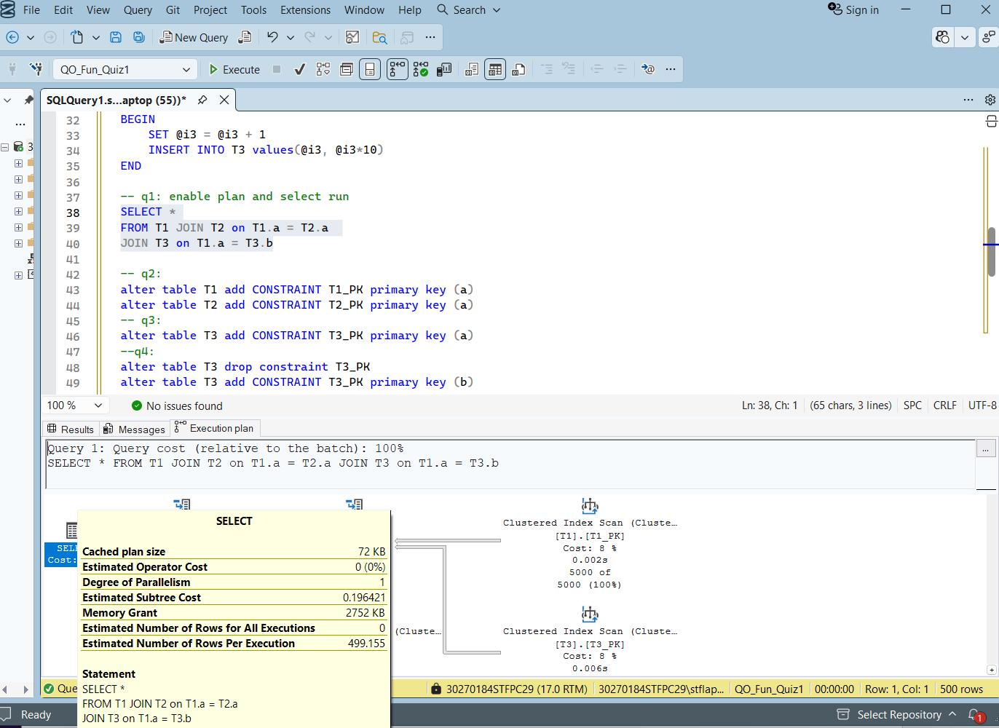 File Edit View Query Git Project Tools Extensions Window Help Search Sign in
New Query
QO_Fun_Quiz1 Execute
SQLQuery1.s...aptop (55))*
3
32 BEGIN
33 SET @i3 = @i3 + 1
34 INSERT INTO T3 values(@i3, @i3*10)
35 END
36
37 -- q1: enable plan and select run
38 SELECT *
39 FROM T1 JOIN T2 on T1.a = T2.a
40 JOIN T3 on T1.a = T3.b
41
42 -- q2:
43 alter table T1 add CONSTRAINT T1_PK primary key (a)
44 alter table T2 add CONSTRAINT T2_PK primary key (a)
45 -- q3:
46 alter table T3 add CONSTRAINT T3_PK primary key (a)
47 --q4:
48 alter table T3 drop constraint T3_PK
49 alter table T3 add CONSTRAINT T3_PK primary key (b)
100 % No issues found Ln: 38, Ch: 1 (65 chars, 3 lines) SPC CRLF UTF-8
Results Messages Execution plan
Query 1: Query cost (relative to the batch): 100%
SELECT * FROM T1 JOIN T2 on T1.a = T2.a JOIN T3 on T1.a = T3.b
...
Clustered Index Scan (Cluste...
[T1].[T1_PK]
Cost: 8 %
0.002s
5000 of
5000 (100%)
Cost:
SELECT
Cached plan size 72 KB
Estimated Operator Cost 0 (0%)
Degree of Parallelism 1
Estimated Subtree Cost 0.196421
Memory Grant 2752 KB
Estimated Number of Rows for All Executions 0
Estimated Number of Rows Per Execution 499.155
Statement
SELECT *
FROM T1 JOIN T2 on T1.a = T2.a
JOIN T3 on T1.a = T3.b
(Cluste...
Clustered Index Scan (Cluste...
[T3].[T3_PK]
Cost: 8 %
0.006s
30270184STFPC29 (17.0 RTM) 30270184STFPC29\stflap... QO_Fun_Quiz1 00:00:00 Row: 1, Col: 1 500 rows
Ready Select Repository 1